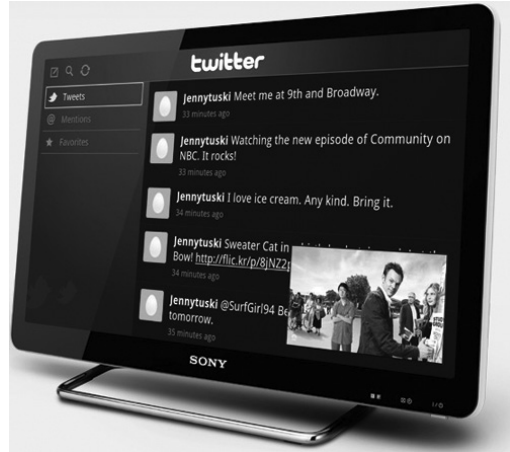 twitter
Tweets
@ Mentions
Favorites
Jennytuski Meet me at 9th and Broadway.
33 minutes ago
Jennytuski Watching the new episode of Community on
NBC. It rocks!
33 minutes ago
Jennytuski I love ice cream. Any kind. Bring it.
34 minutes ago
Jennytuski Sweater Cat in
Bow! http://flic.kr/p/8jNZ2
34 minutes ago
Jennytuski @SurfGirl94 Be
tomorrow.
35 minutes ago
SONY